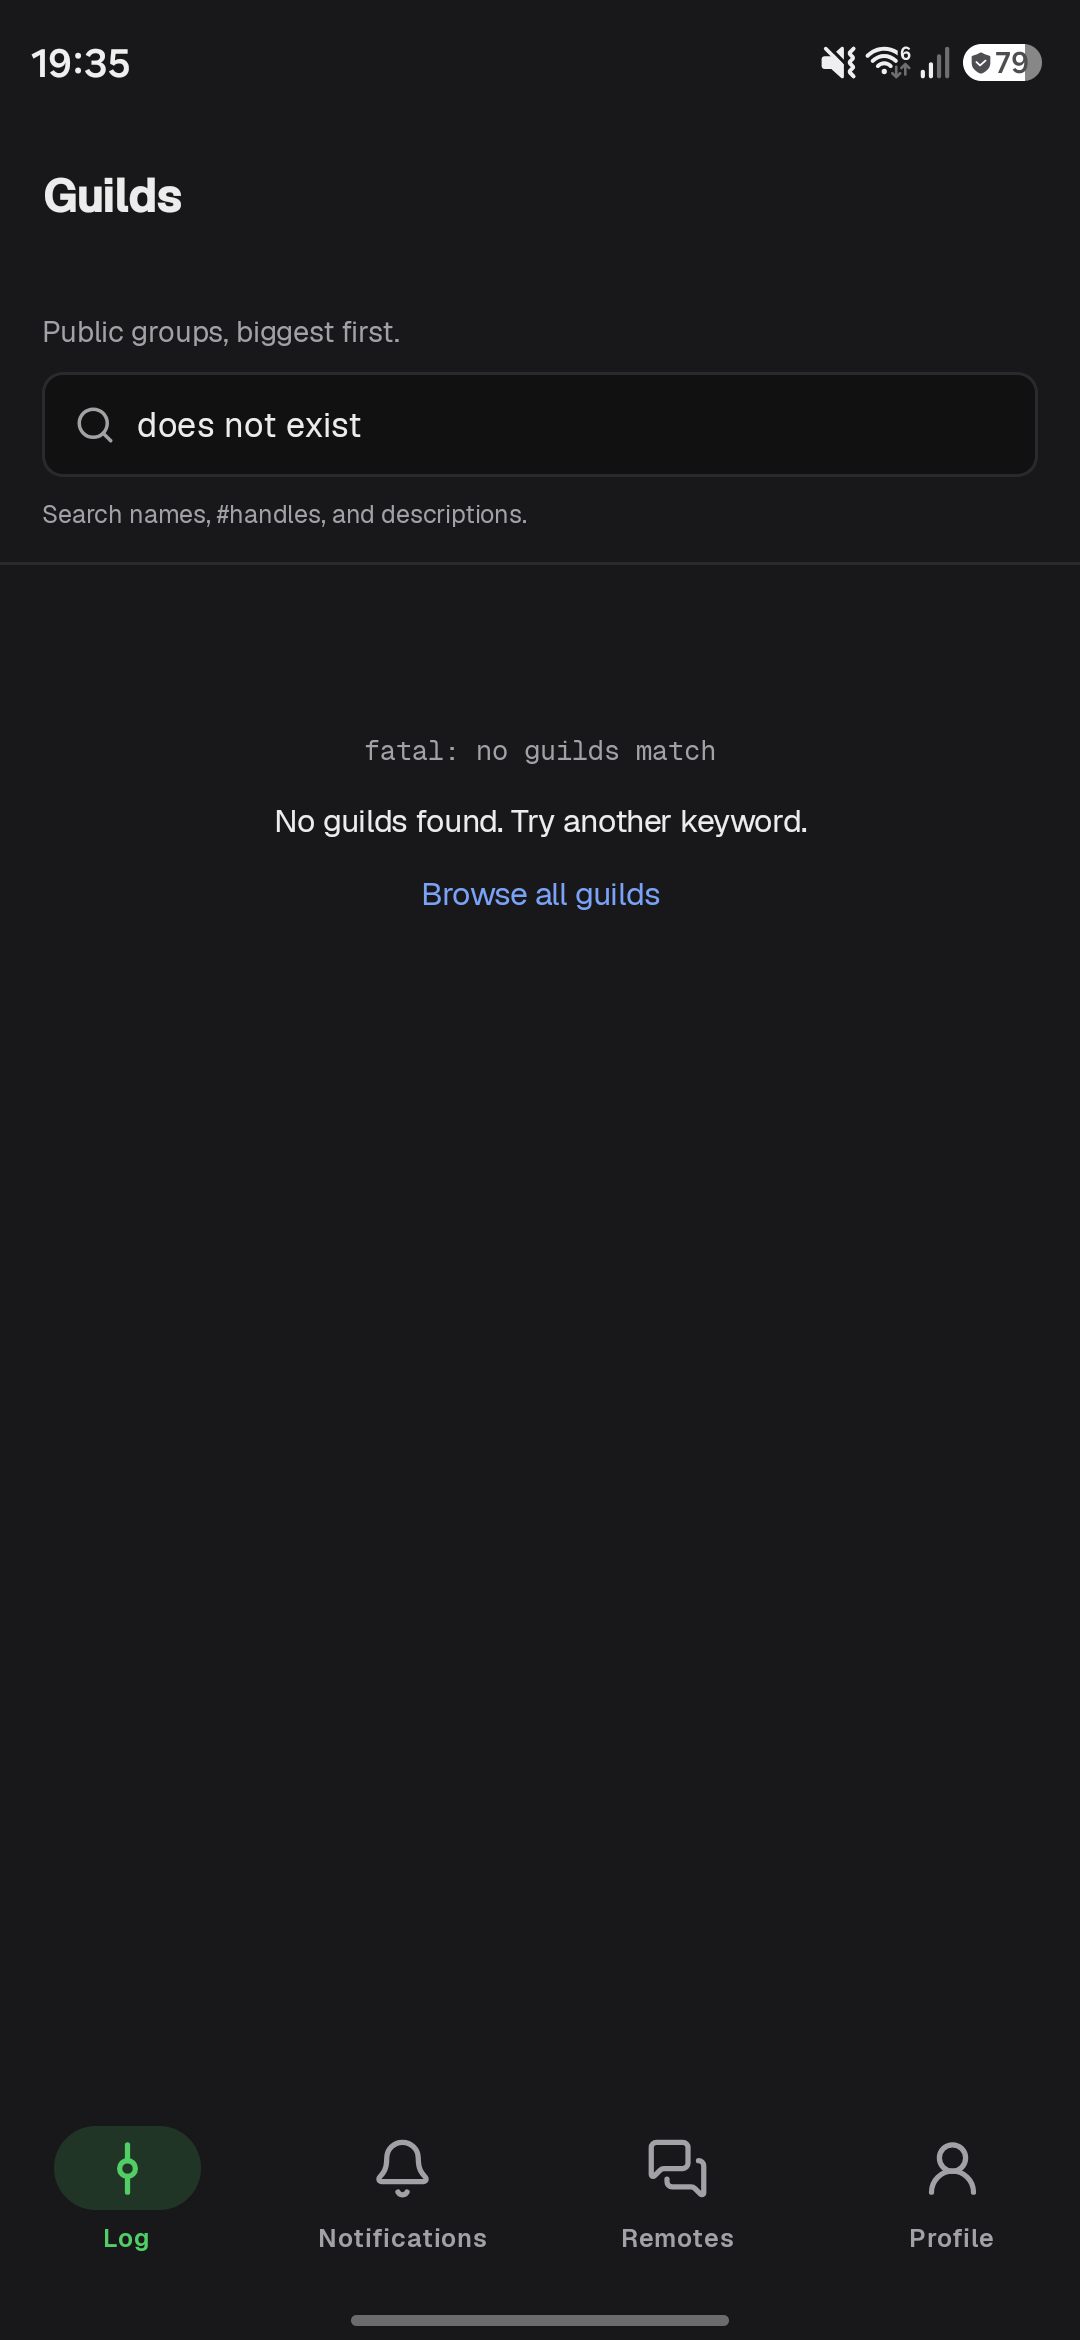 19:35
6
79
Guilds
Public groups, biggest first.
does not exist
Search names, #handles, and descriptions.
fatal: no guilds match
No guilds found. Try another keyword.
Browse all guilds
Log
Notifications
Remotes
Profile